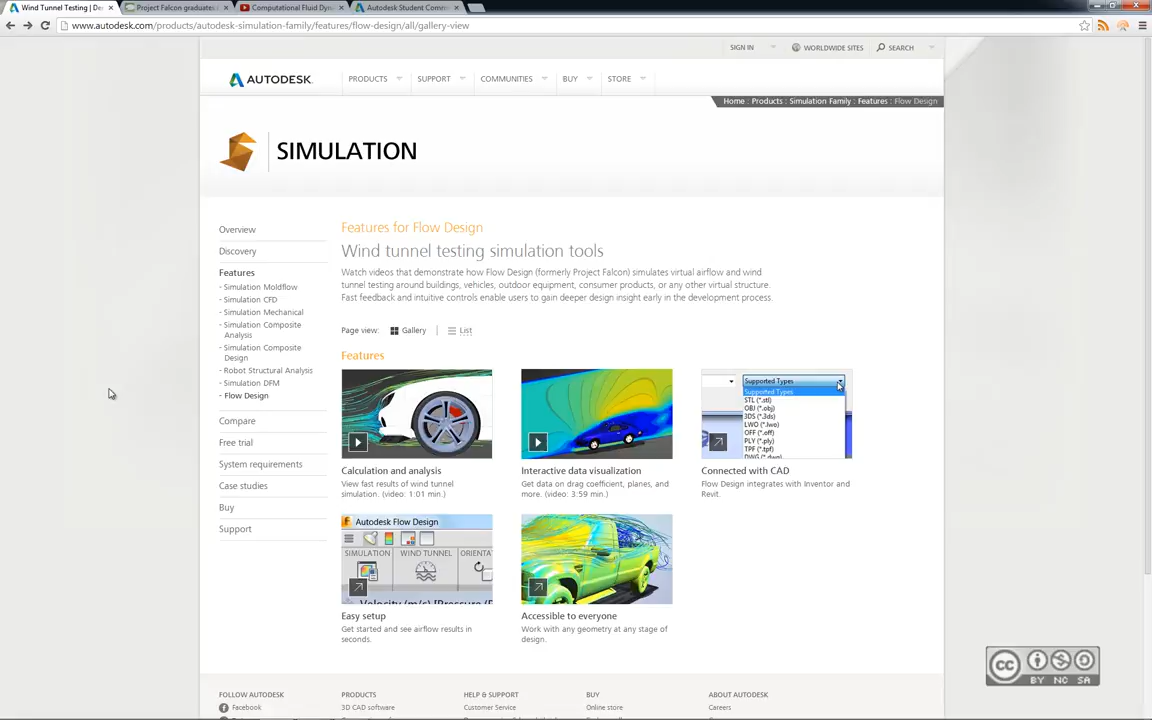 Wind Tunnel Testing | De
Project Falcon graduates
Computational Fluid Dyn
Autodesk Student Comm
www.autodesk.com/products/autodesk-simulation-family/features/flow-design/all/gallery-view
SIGN IN
WORLDWIDE SITES
SEARCH
AUTODESK.
PRODUCTS
SUPPORT
COMMUNITIES
BUY
STORE
Home : Products : Simulation Family : Features : Flow Design
SIMULATION
Overview
Discovery
Features
- Simulation Moldflow
- Simulation CFD
- Simulation Mechanical
- Simulation Composite
Analysis
- Simulation Composite
Design
- Robot Structural Analysis
- Simulation DFM
- Flow Design
Compare
Free trial
System requirements
Case studies
Buy
Support
Features for Flow Design
Wind tunnel testing simulation tools
Watch videos that demonstrate how Flow Design (formerly Project Falcon) simulates virtual airflow and wind
tunnel testing around buildings, vehicles, outdoor equipment, consumer products, or any other virtual structure.
Fast feedback and intuitive controls enable users to gain deeper design insight early in the development process.
Page view: Gallery | List
Features
Calculation and analysis
View fast results of wind tunnel
simulation. (video: 1:01 min.)
Interactive data visualization
Get data on drag coefficient, planes, and
more. (video: 3:59 min.)
Supported Types
Supported Types
STL (*.stl)
OBJ (*.obj)
3DS (*.3ds)
LWO (*.lwo)
OFF (*.off)
PLY (*.ply)
TPF (*.tpf)
DWG (*.dwg)
Connected with CAD
Flow Design integrates with Inventor and
Revit.
Autodesk Flow Design
SIMULATION
WIND TUNNEL
ORIENTA
Velocity (m/s) [Pressure (P
Easy setup
Get started and see airflow results in
seconds.
Accessible to everyone
Work with any geometry at any stage of
design.
cc
BY NC SA
FOLLOW AUTODESK
Facebook
PRODUCTS
3D CAD software
HELP & SUPPORT
Customer Service
BUY
Online store
ABOUT AUTODESK
Careers